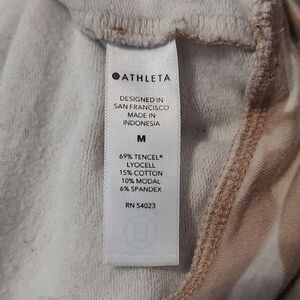 ATHLETA
DESIGNED IN
SAN FRANCISCO
MADE IN
INDONESIA
M
69% TENCEL®
LYOCELL
15% COTTON
10% MODAL
6% SPANDEX
RN 54023